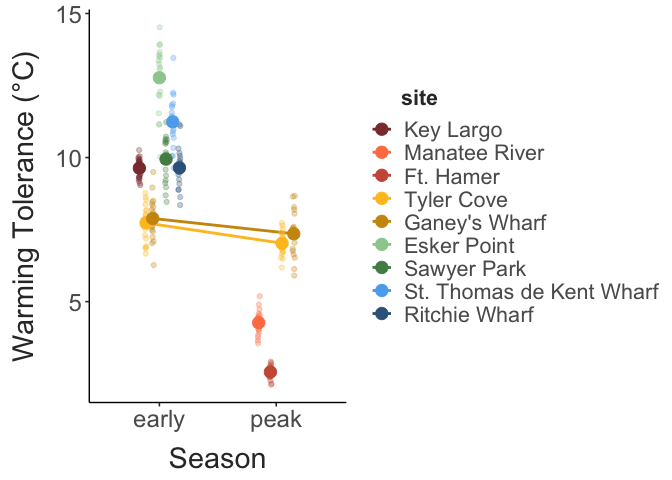 15
10
5
Warming Tolerance (°C)
early
peak
Season
site
Key Largo
Manatee River
Ft. Hamer
Tyler Cove
Ganey's Wharf
Esker Point
Sawyer Park
St. Thomas de Kent Wharf
Ritchie Wharf